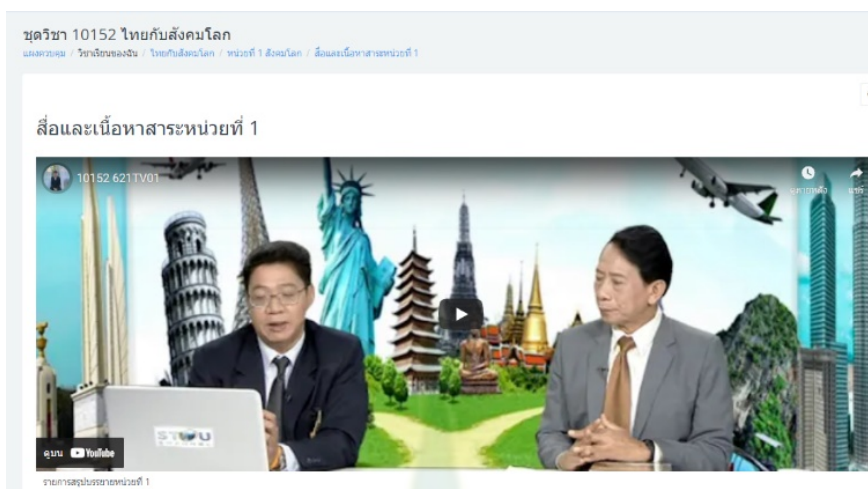 ชุดวิชา 10152 ไทยกับสังคมโลก
แผงควบคุม / วิชาเรียนของฉัน / ไทยกับสังคมโลก / หน่วยที่ 1 สังคมโลก / สื่อและเนื้อหาสาระหน่วยที่ 1
สื่อและเนื้อหาสาระหน่วยที่ 1
10152 621TV01
แชร์
STOU
ดูบน YouTube
รายการสรุปบรรยายหน่วยที่ 1